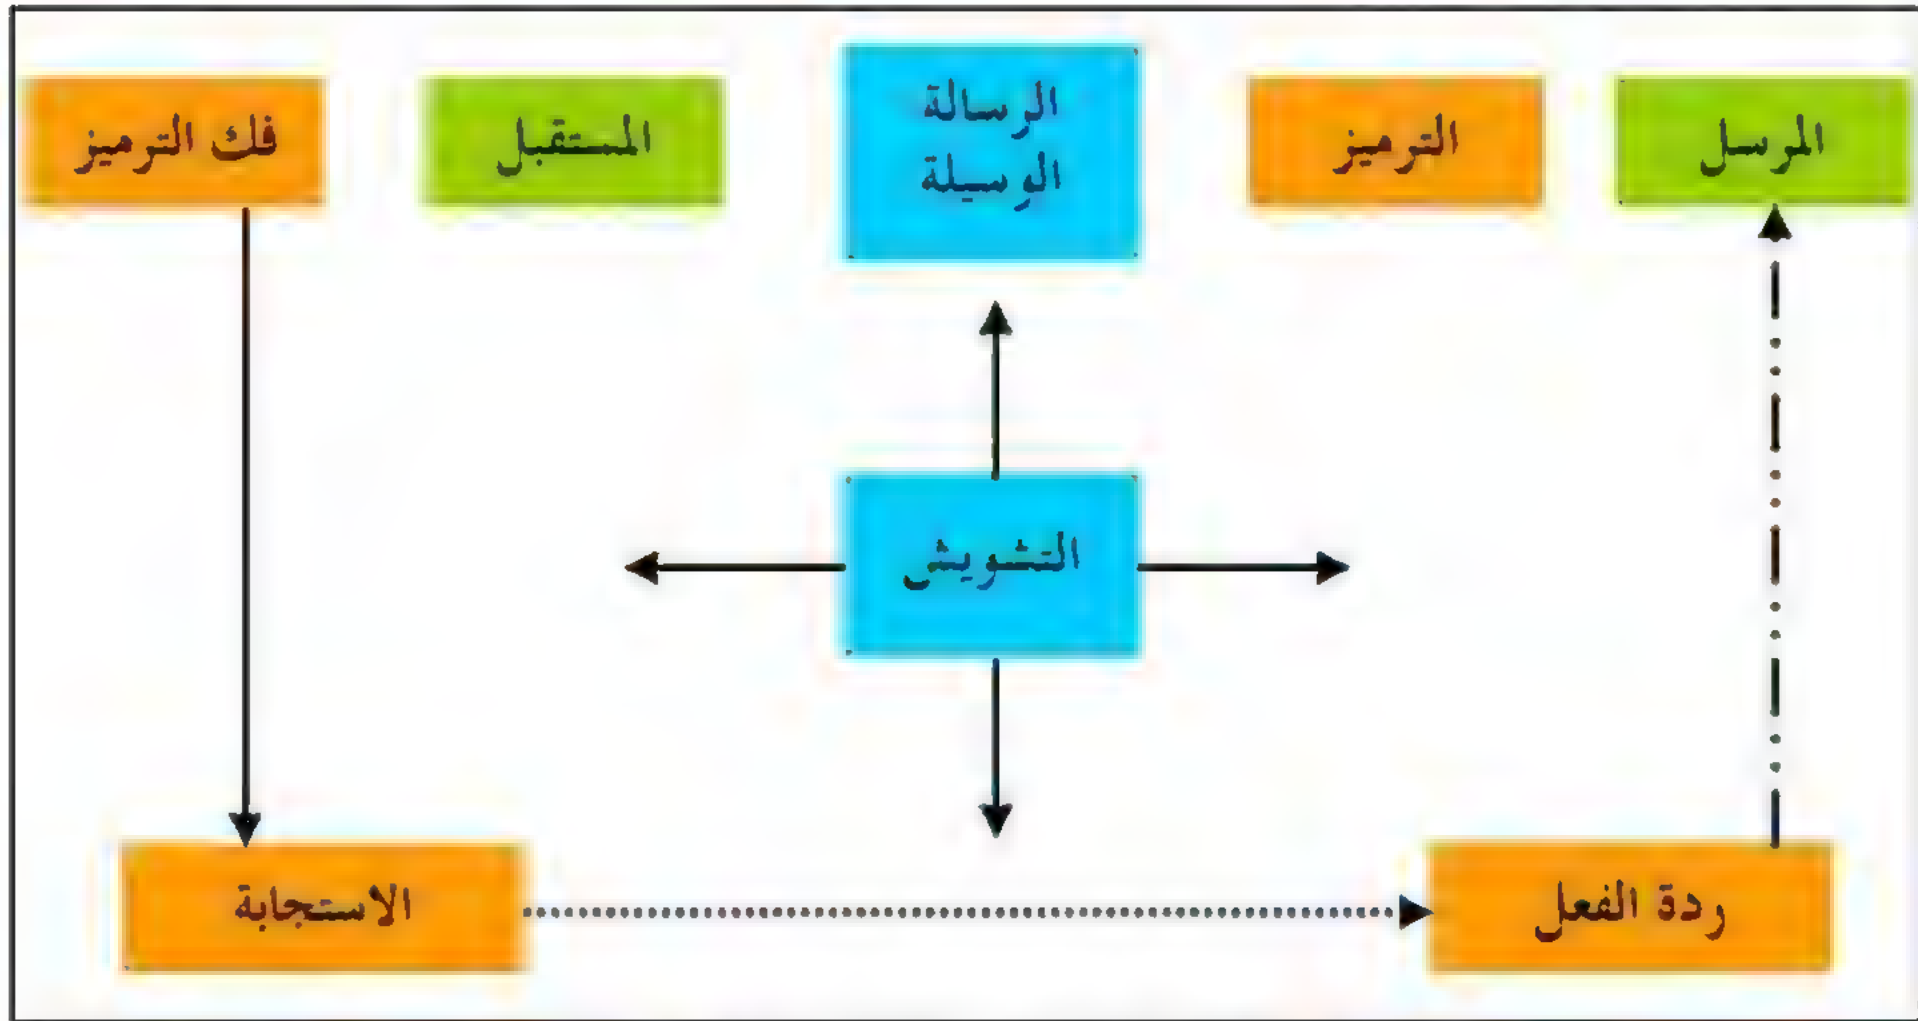 المرسل
الترميز
الرسالة
الوسيلة
المستقبل
فك الترميز
التشويش
ردة الفعل
الاستجابة